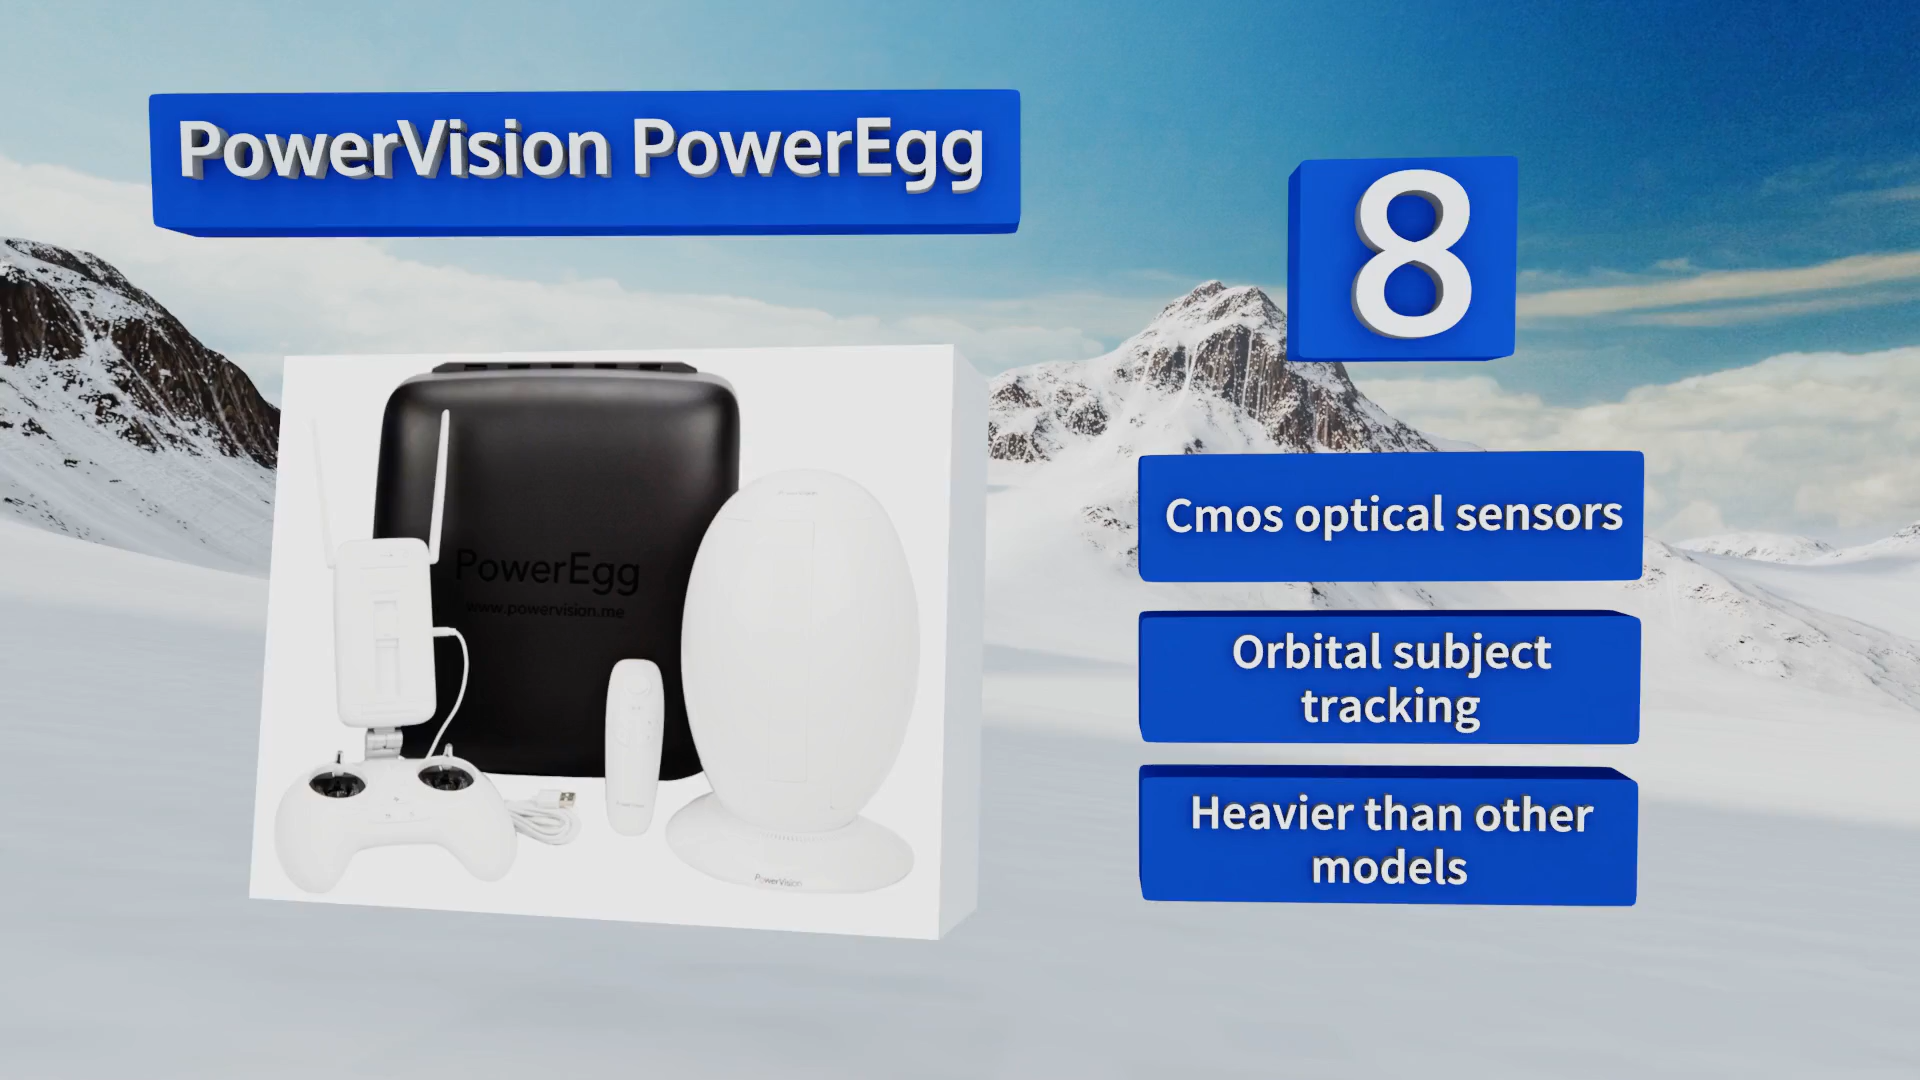 PowerVision PowerEgg
8
PowerEgg
www.powervision.me
PowerVision
Cmos optical sensors
Orbital subject
tracking
Heavier than other
models